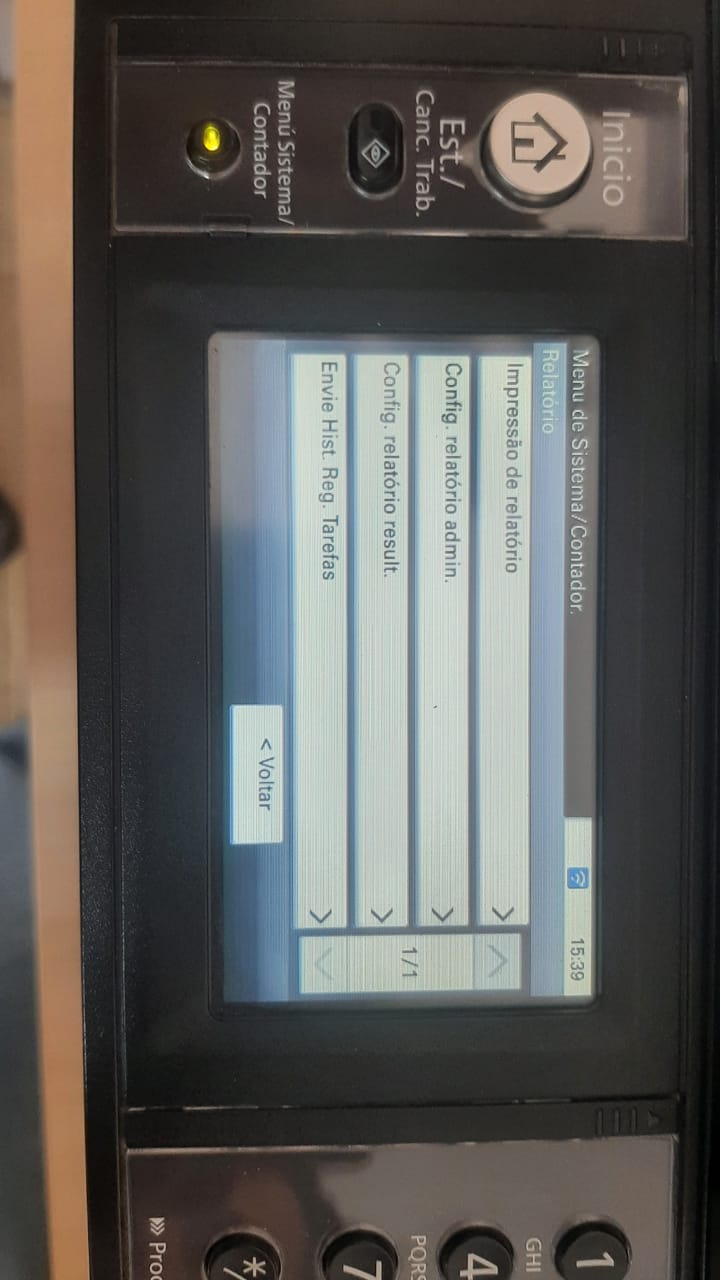 Inicio
Est./
Canc. Trab.
Menú Sistema/
Contador
Menu de Sistema/Contador.
15:39
Relatório
Impressão de relatório
Config. relatório admin.
Config. relatório result.
Envie Hist. Reg. Tarefas
1/1
< Voltar
1
GHI
4
PQRS
7
*/